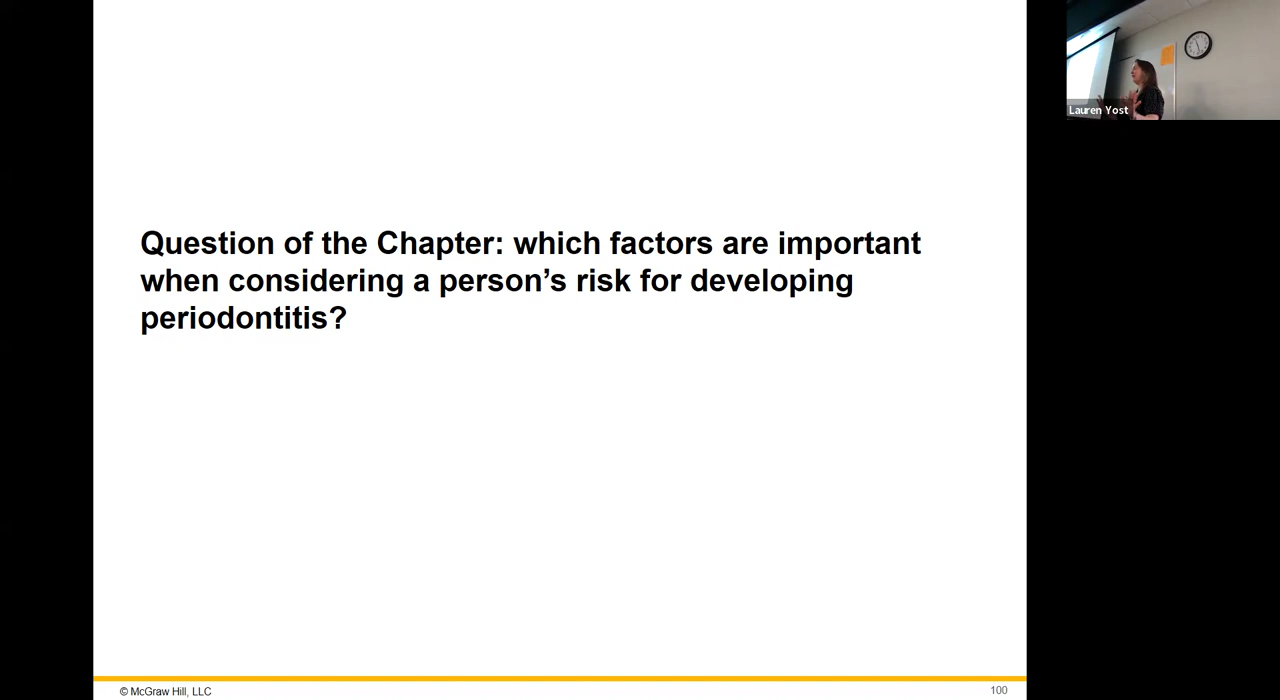 Lauren Yost
Question of the Chapter: which factors are important
when considering a person’s risk for developing
periodontitis?
© McGraw Hill, LLC
100